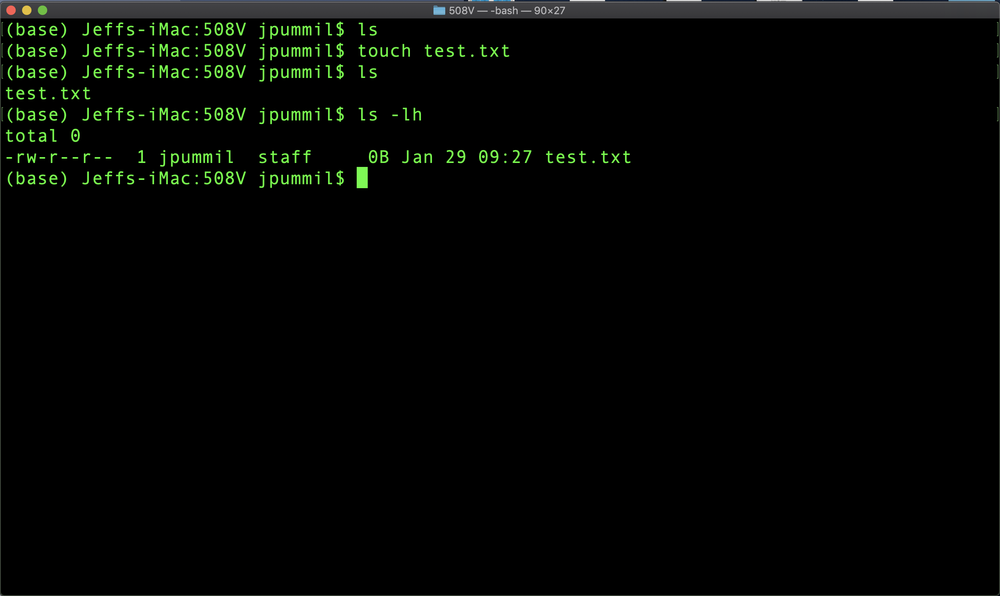 508V — -bash — 90×27
(base) Jeffs-iMac:508V jpummil$ ls
(base) Jeffs-iMac:508V jpummil$ touch test.txt
(base) Jeffs-iMac:508V jpummil$ ls
test.txt
(base) Jeffs-iMac:508V jpummil$ ls -lh
total 0
-rw-r--r--  1 jpummil  staff     0B Jan 29 09:27 test.txt
(base) Jeffs-iMac:508V jpummil$